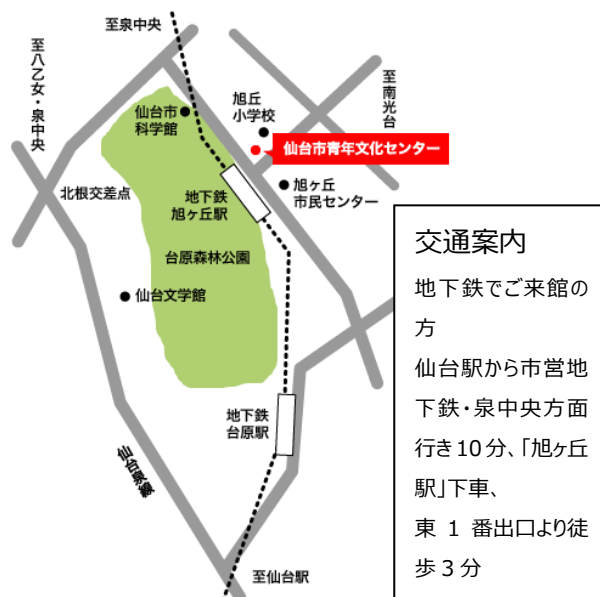 至泉中央
至八乙女・泉中央
仙台市
科学館
旭丘
小学校
至南光台
仙台市青年文化センター
旭ヶ丘
市民センター
北根交差点
地下鉄
旭ヶ丘駅
台原森林公園
仙台文学館
地下鉄
台原駅
仙台泉線
至仙台駅
交通案内
地下鉄でご来館の
方
仙台駅から市営地
下鉄・泉中央方面
行き10分、「旭ヶ丘
駅」下車、
東 1 番出口より徒
歩３分